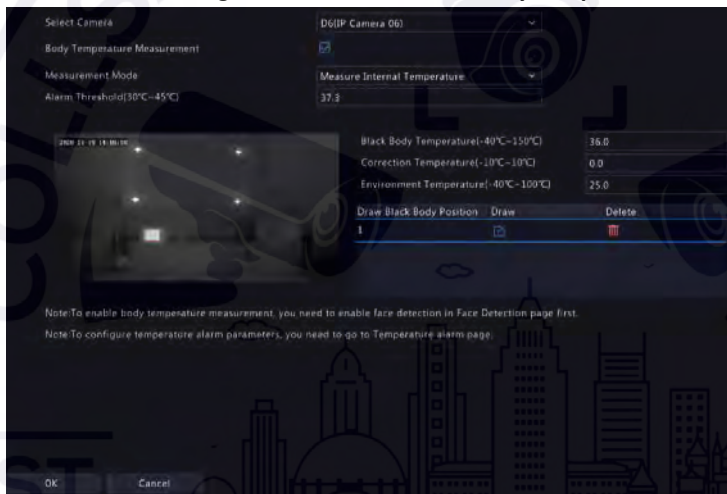 Select Camera D6(IP Camera 06)
Body Temperature Measurement
Measurement Mode Measure Internal Temperature
Alarm Threshold(30℃~45℃) 37.3
Black Body Temperature(-40℃~150℃) 36.0
Correction Temperature(-10℃~10℃) 0.0
Environment Temperature(-40℃~100℃) 25.0
Draw Black Body Position Draw Delete
1
Note:To enable body temperature measurement, you need to enable face detection in Face Detection page first.
Note:To configure temperature alarm parameters, you need to go to Temperature alarm page.
OK Cancel